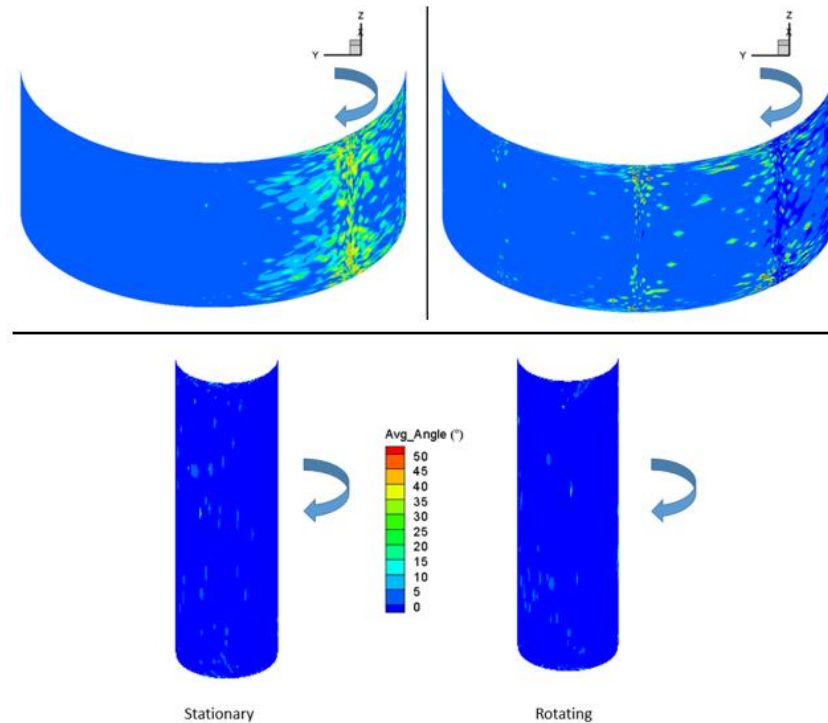 Z
X
Y
Z
X
Y
Avg_Angle (°)
50
45
40
35
30
25
20
15
10
5
0
Stationary
Rotating